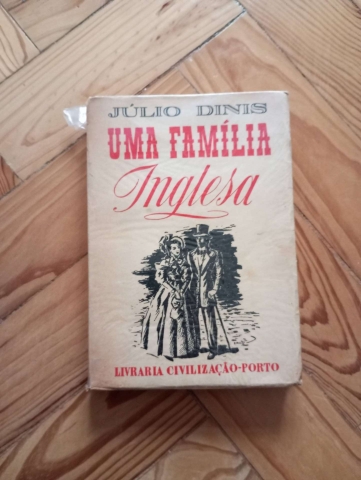 JÚLIO DINIS
UMA FAMÍLIA
Inglesa
LIVRARIA CIVILIZAÇÃO-PORTO